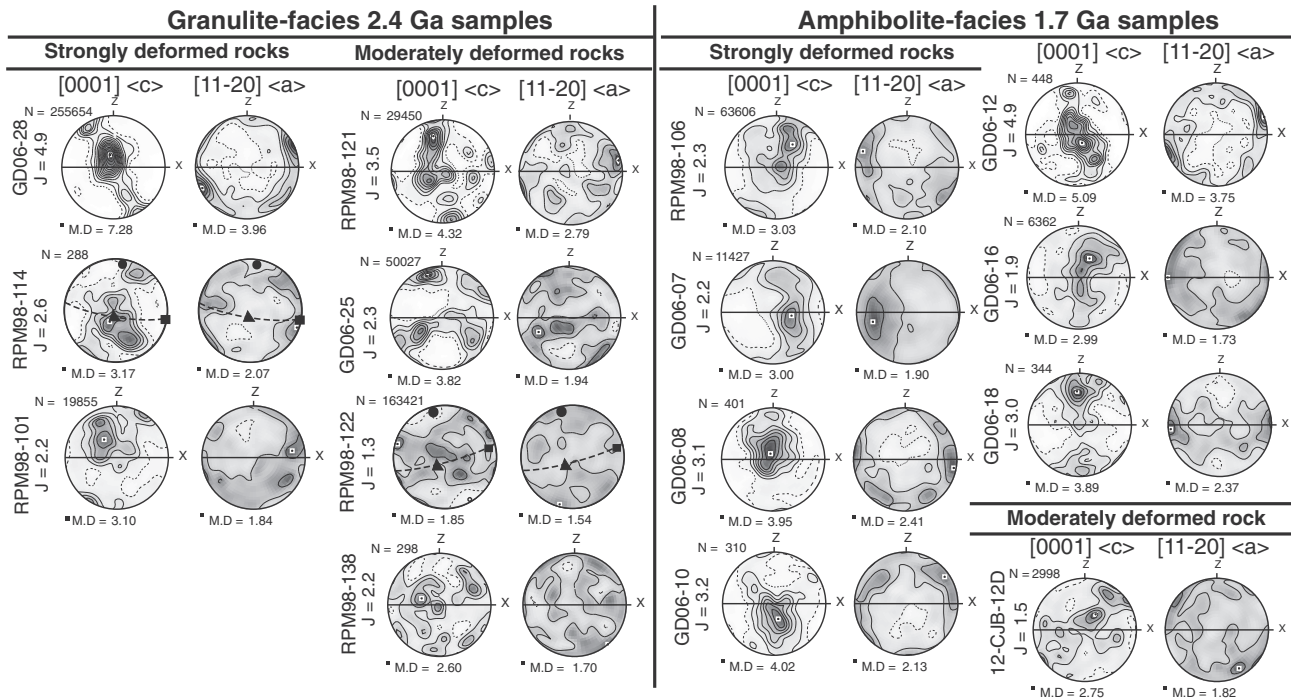 Granulite-facies 2.4 Ga samples
Strongly deformed rocks
[0001] <c> [11-20] <a>
Z
Z
N = 255654
X
GD06-28
J = 4.9
M.D = 7.28
M.D = 3.96
N = 288
RPM98-114
J = 2.6
M.D = 3.17
M.D = 2.07
Z
Z
N = 19855
X
RPM98-101
J = 2.2
M.D = 3.10
M.D = 1.84
Moderately deformed rocks
[0001] <c> [11-20] <a>
Z
Z
N = 29450
X
RPM98-121
J = 3.5
M.D = 4.32
M.D = 2.79
Z
Z
N = 50027
X
GD06-25
J = 2.3
M.D = 3.82
M.D = 1.94
N = 163421
RPM98-122
J = 1.3
M.D = 1.85
M.D = 1.54
Z
Z
N = 298
X
RPM98-138
J = 2.2
M.D = 2.60
M.D = 1.70
Amphibolite-facies 1.7 Ga samples
Strongly deformed rocks
[0001] <c> [11-20] <a>
Z
Z
N = 63606
X
RPM98-106
J = 2.3
M.D = 3.03
M.D = 2.10
Z
Z
N = 11427
X
GD06-07
J = 2.2
M.D = 3.00
M.D = 1.90
Z
Z
N = 401
X
GD06-08
J = 3.1
M.D = 3.95
M.D = 2.41
Z
Z
N = 310
X
GD06-10
J = 3.2
M.D = 4.02
M.D = 2.13
[0001] <c> [11-20] <a>
Z
Z
N = 448
X
GD06-12
J = 4.9
M.D = 5.09
M.D = 3.75
Z
Z
N = 6362
X
GD06-16
J = 1.9
M.D = 2.99
M.D = 1.73
Z
Z
N = 344
X
GD06-18
J = 3.0
M.D = 3.89
M.D = 2.37
Moderately deformed rock
[0001] <c> [11-20] <a>
Z
Z
N = 2998
X
12-CJB-12D
J = 1.5
M.D = 2.75
M.D = 1.82